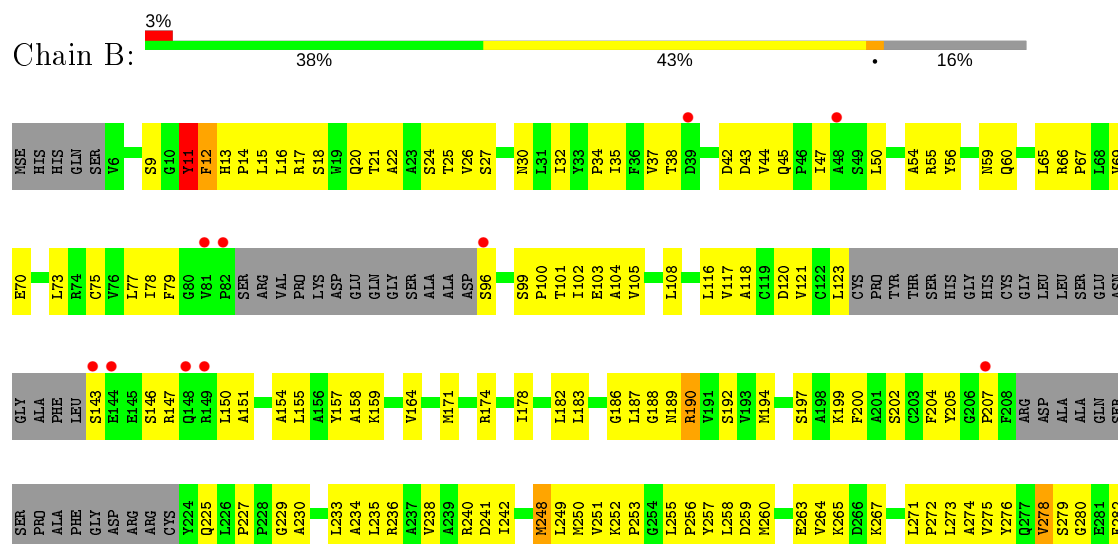 3%
Chain B:
38% 43% • 16%
MSE HIS HIS GLN SER V6 S9 G10 Y11 F12 H13 P14 L15 L16 R17 S18 W19 Q20 T21 A22 A23 S24 T25 V26 S27 N30 L31 I32 Y33 P34 I35 F36 V37 T38 D39 D42 D43 V44 Q45 P46 I47 A48 S49 L50 A54 R55 Y56 N59 Q60 L65 R66 P67 L68 V69
E70 L73 R74 C75 V76 L77 I78 F79 G80 V81 P82 SER ARG VAL PRO LYS ASP GLU GLN GLY SER ALA ALA ASP S96 S99 P100 T101 I102 E103 A104 V105 L108 L116 V117 A118 C119 D120 V121 C122 L123 CYS PRO TYR THR SER HIS GLY HIS CYS GLY LEU LEU SER GLU ASN
GLY ALA PHE LEU S143 E144 E145 S146 R147 Q148 R149 L150 A151 A154 L155 A156 Y157 A158 K159 V164 M171 R174 I178 L182 L183 G186 L187 G188 N189 R190 V191 S192 V193 M194 S197 A198 K199 F200 A201 S202 C203 F204 Y205 G206 P207 F208 ARG ASP ALA ALA GLN SER
SER PRO ALA PHE GLY ASP ARG ARG CYS Y224 Q225 L226 P227 P228 G229 A230 L233 A234 L235 R236 A237 V238 A239 R240 D241 I242 M248 L249 M250 V251 K252 P253 G254 L255 P256 Y257 L258 D259 M260 E263 V264 K265 D266 K267 L271 P272 L273 A274 V275 Y276 Q277 V278 S279 G280 E281